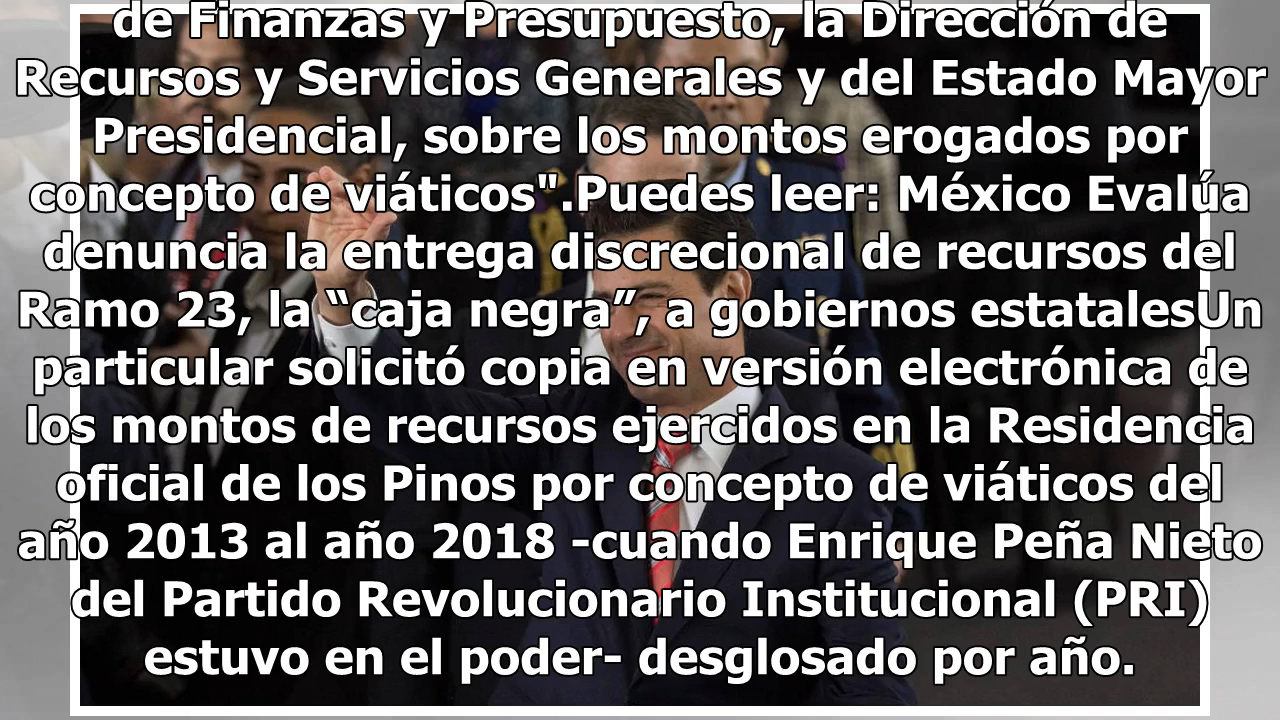 de Finanzas y Presupuesto, la Dirección de
Recursos y Servicios Generales y del Estado Mayor
Presidencial, sobre los montos erogados por
concepto de viáticos".Puedes leer: México Evalúa
denuncia la entrega discrecional de recursos del
Ramo 23, la “caja negra”, a gobiernos estatalesUn
particular solicitó copia en versión electrónica de
los montos de recursos ejercidos en la Residencia
oficial de los Pinos por concepto de viáticos del
año 2013 al año 2018 -cuando Enrique Peña Nieto
del Partido Revolucionario Institucional (PRI)
estuvo en el poder- desglosado por año.